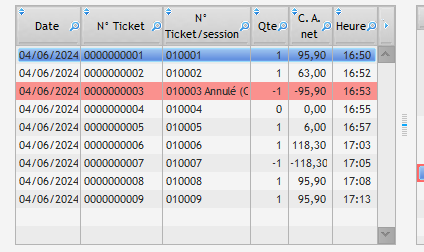 Date N° Ticket N° Ticket/session Qte C. A. net Heure
04/06/2024 0000000001 010001 1 95,90 16:50
04/06/2024 0000000002 010002 1 63,00 16:52
04/06/2024 0000000003 010003 Annulé (C -1 -95,90 16:53
04/06/2024 0000000004 010004 0 0,00 16:55
04/06/2024 0000000005 010005 1 6,00 16:57
04/06/2024 0000000006 010006 1 118,30 17:03
04/06/2024 0000000007 010007 -1 -118,30 17:05
04/06/2024 0000000008 010008 1 95,90 17:08
04/06/2024 0000000009 010009 1 95,90 17:13